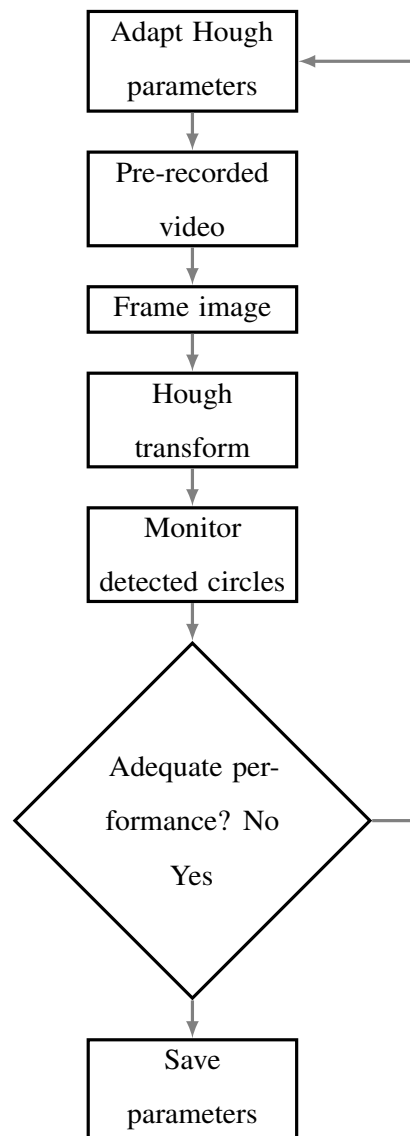 Adapt Hough
parameters
Pre-recorded
video
Frame image
Hough
transform
Monitor
detected circles
Adequate per-
formance? No
Yes
Save
parameters